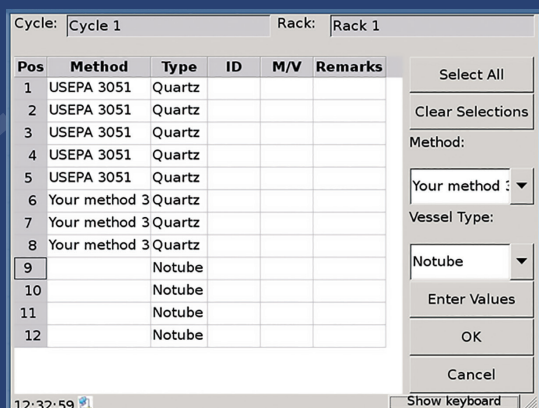 Cycle: Cycle 1 Rack: Rack 1
Pos Method Type ID M/V Remarks
1 USEPA 3051 Quartz
2 USEPA 3051 Quartz
3 USEPA 3051 Quartz
4 USEPA 3051 Quartz
5 USEPA 3051 Quartz
6 Your method 3 Quartz
7 Your method 3 Quartz
8 Your method 3 Quartz
9 Notube
10 Notube
11 Notube
12 Notube
Select All
Clear Selections
Method:
Your method 3
Vessel Type:
Notube
Enter Values
OK
Cancel
12:32:59 Show keyboard